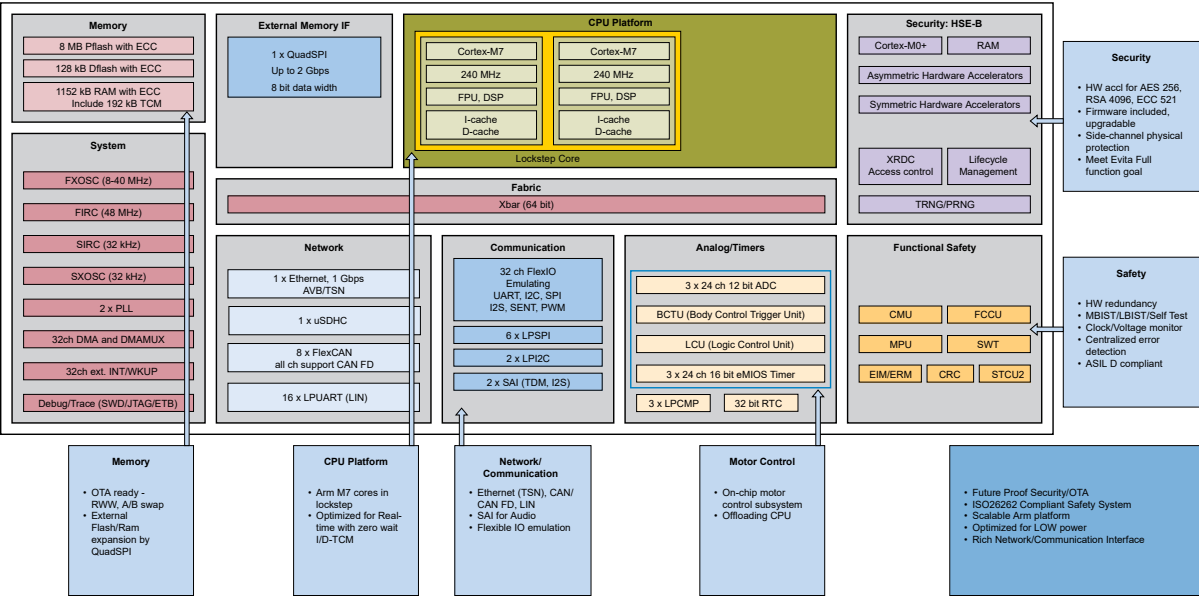 Memory
8 MB Pflash with ECC
128 kB Dflash with ECC
1152 kB RAM with ECC
Include 192 kB TCM
External Memory IF
1 x QuadSPI
Up to 2 Gbps
8 bit data width
CPU Platform
Cortex-M7
240 MHz
FPU, DSP
I-cache
D-cache
Cortex-M7
240 MHz
FPU, DSP
I-cache
D-cache
Lockstep Core
Security: HSE-B
Cortex-M0+
RAM
Asymmetric Hardware Accelerators
Symmetric Hardware Accelerators
XRDC
Access control
Lifecycle
Management
TRNG/PRNG
Security
• HW accl for AES 256,
RSA 4096, ECC 521
• Firmware included,
upgradable
• Side-channel physical
protection
• Meet Evita Full
function goal
System
FXOSC (8-40 MHz)
FIRC (48 MHz)
SIRC (32 kHz)
SXOSC (32 kHz)
2 x PLL
32ch DMA and DMAMUX
32ch ext. INT/WKUP
Debug/Trace (SWD/JTAG/ETB)
Fabric
Xbar (64 bit)
Network
1 x Ethernet, 1 Gbps
AVB/TSN
1 x uSDHC
8 x FlexCAN
all ch support CAN FD
16 x LPUART (LIN)
Communication
32 ch FlexIO
Emulating
UART, I2C, SPI
I2S, SENT, PWM
6 x LPSPI
2 x LPI2C
2 x SAI (TDM, I2S)
Analog/Timers
3 x 24 ch 12 bit ADC
BCTU (Body Control Trigger Unit)
LCU (Logic Control Unit)
3 x 24 ch 16 bit eMIOS Timer
3 x LPCMP
32 bit RTC
Functional Safety
CMU
FCCU
MPU
SWT
EIM/ERM
CRC
STCU2
Safety
• HW redundancy
• MBIST/LBIST/Self Test
• Clock/Voltage monitor
• Centralized error
detection
• ASIL D compliant
Memory
• OTA ready -
RWW, A/B swap
• External
Flash/Ram
expansion by
QuadSPI
CPU Platform
• Arm M7 cores in
lockstep
• Optimized for Real-
time with zero wait
I/D-TCM
Network/
Communication
• Ethernet (TSN), CAN/
CAN FD, LIN
• SAI for Audio
• Flexible IO emulation
Motor Control
• On-chip motor
control subsystem
• Offloading CPU
• Future Proof Security/OTA
• ISO26262 Compliant Safety System
• Scalable Arm platform
• Optimized for LOW power
• Rich Network/Communication Interface